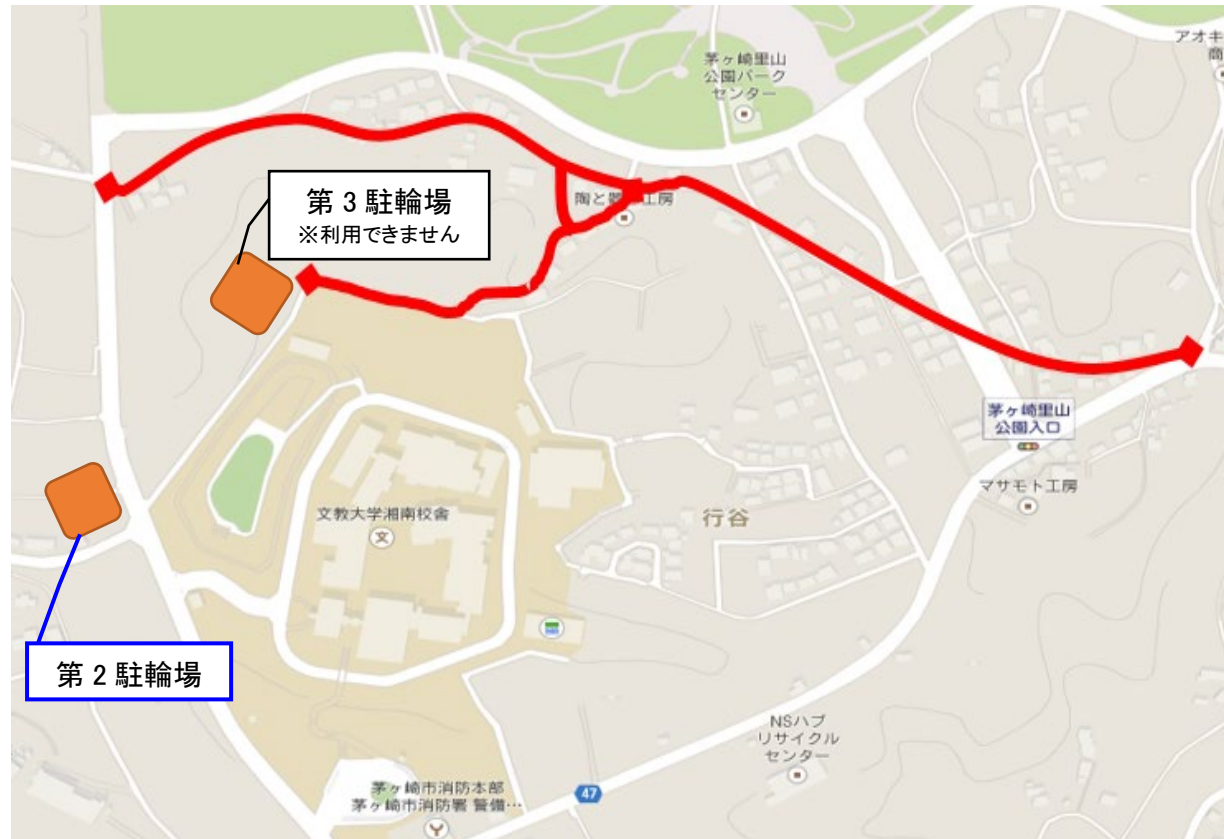 アオキ
商
茅ヶ崎里山
公園パーク
センター
第3駐輪場
※利用できません
陶と
工房
茅ヶ崎里山
公園入口
マサモト工房
文教大学湘南校舎
文
行谷
第2駐輪場
NSハブ
リサイクル
センター
茅ヶ崎市消防本部
茅ヶ崎市消防署 警備…
47